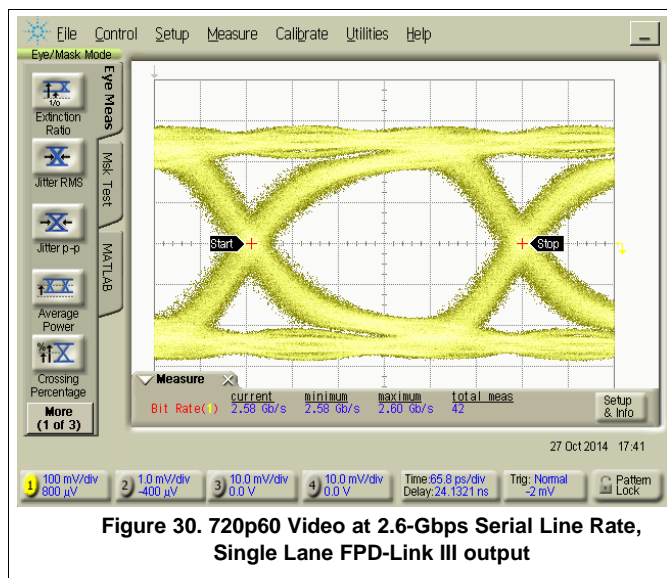 File Control Setup Measure Calibrate Utilities Help
Eye/Mask Mode
Eye Meas
Msk Test
MATLAB
1/0
Extinction
Ratio
Jitter RMS
Jitter p-p
Average
Power
%
Crossing
Percentage
More
(1 of 3)
Start
Stop
Measure
current minimum maximum total meas
Bit Rate(1) 2.58 Gb/s 2.58 Gb/s 2.60 Gb/s 42
Setup
& Info
27 Oct 2014 17:41
1 100 mV/div
800 µV
2 1.0 mV/div
-400 µV
3 10.0 mV/div
0.0 V
4 10.0 mV/div
0.0 V
Time:65.8 ps/div
Delay:24.1321 ns
Trig: Normal
-2 mV
Pattern
Lock
Figure 30. 720p60 Video at 2.6-Gbps Serial Line Rate,
Single Lane FPD-Link III output